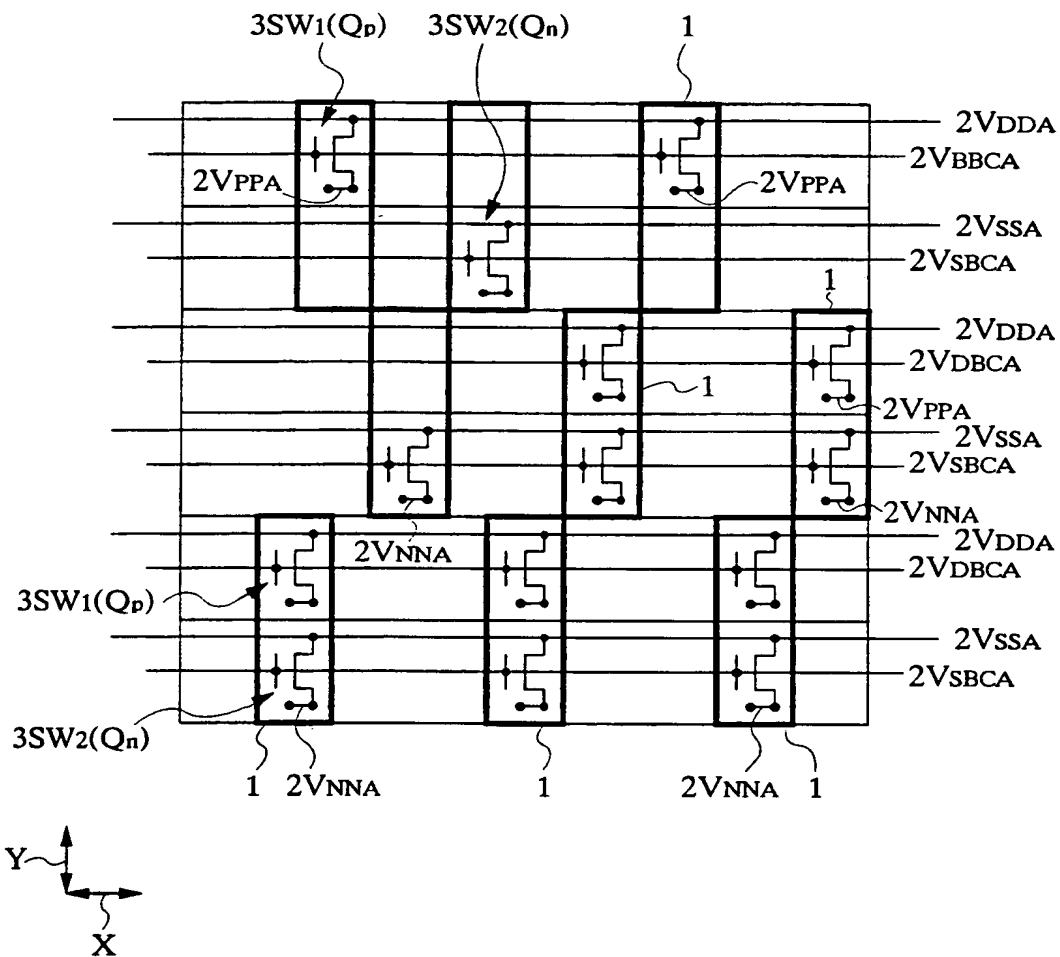 3SW1(Qp) 3SW2(Qn) 1
2VDDA
2VBBCA
2VPPA 2VPPA
2VSSA
2VSBCA
1
2VDDA
2VDBCA
1
2VPPA
2VSSA
2VSBCA
2VNNA
2VNNA
2VDDA
2VDBCA
3SW1(Qp)
2VSSA
2VSBCA
3SW2(Qn)
1 2VNNA 1 2VNNA 1
Y
X